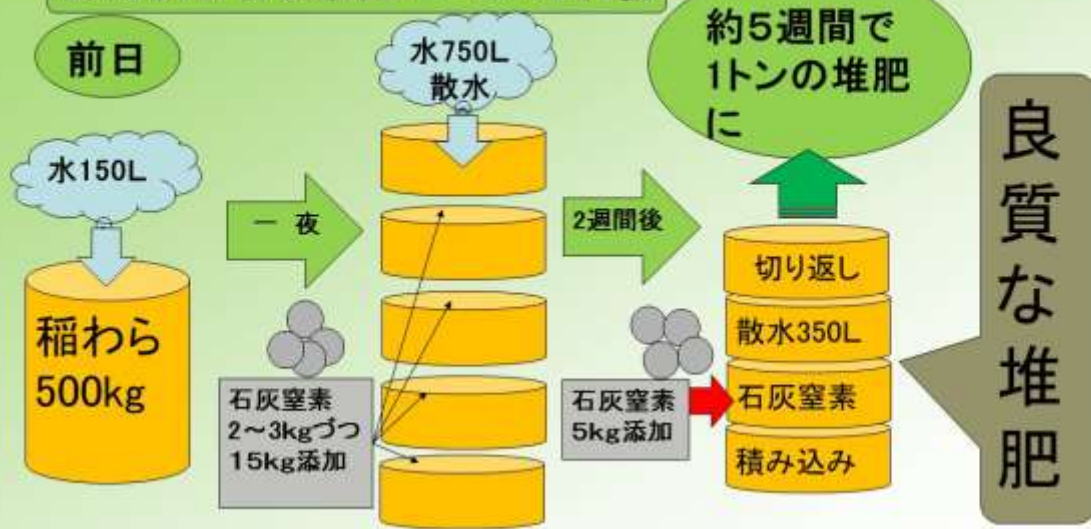 前日
水150L
稲わら
500kg
一 夜
石灰窒素
2～3kgづつ
15kg添加
水750L
散水
2週間後
石灰窒素
5kg添加
約5週間で
1トンの堆肥
に
切り返し
散水350L
石灰窒素
積み込み
良質な堆肥